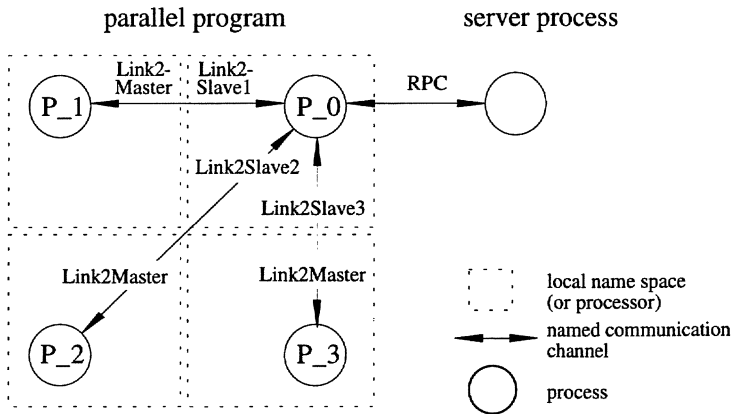 parallel program
server process
Link2-
Master
Link2-
Slave1
RPC
P_1
P_0
Link2Slave2
Link2Slave3
Link2Master
Link2Master
P_2
P_3
local name space
(or processor)
named communication
channel
process